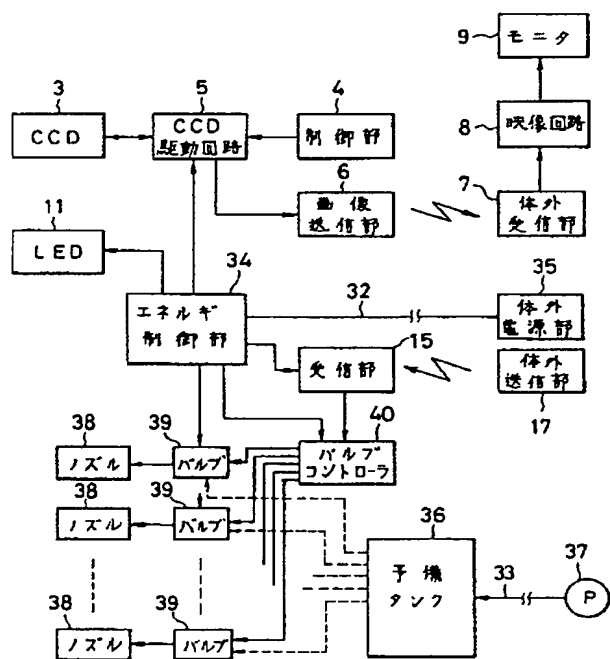 9
モニタ
3
5
4
CCD
CCD
駆動回路
制御部
8
映像回路
6
画像
送信部
7
体外
受信部
11
LED
34
エネルギ
制御部
32
35
体外
電源部
15
受信部
体外
送信部
17
38
39
40
ノズル
バルブ
バルブ
コントローラ
38
39
ノズル
バルブ
36
予備
タンク
37
33
P
38
39
ノズル
バルブ